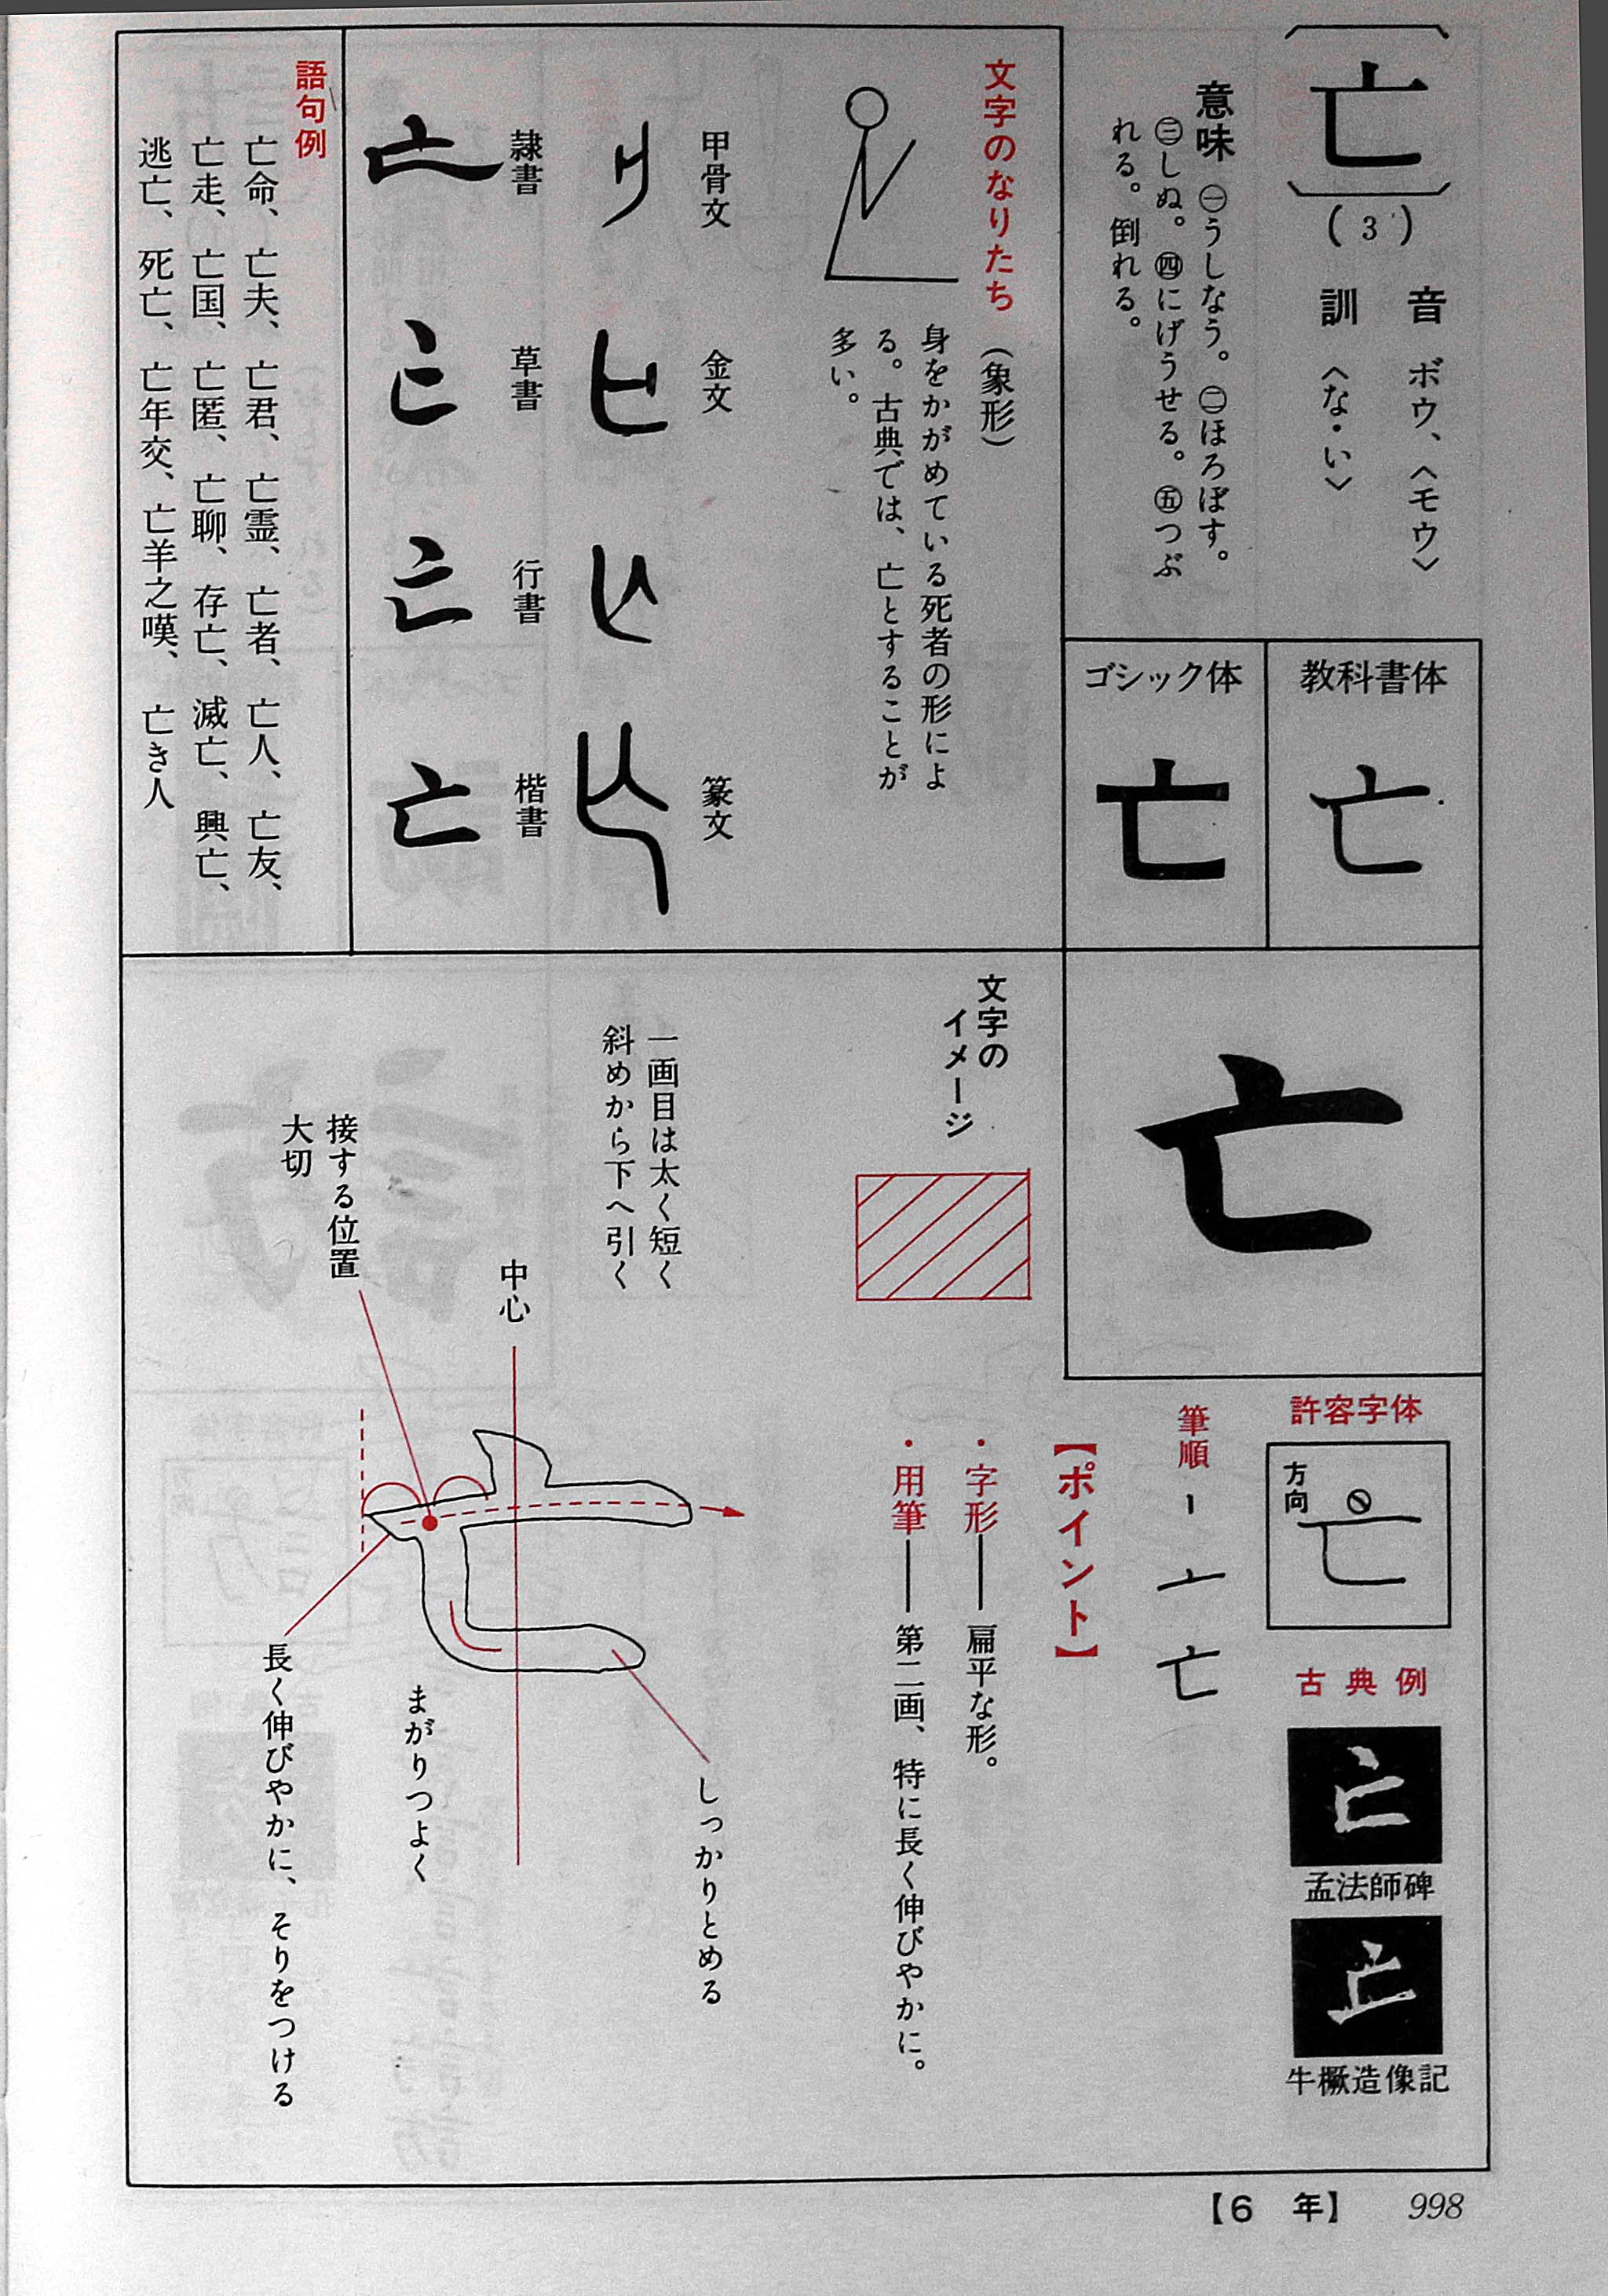 亡
(3)
音 ボウ、〈モウ〉
訓 〈な・い〉
意味 ㊀うしなう。㊁ほろぼす。
㊂しぬ。㊃にげうせる。㊄つぶ
れる。倒れる。
教科書体
亡
ゴシック体
亡
文字のなりたち
(象形)
身をかがめている死者の形によ
る。古典では、亡とすることが
多い。
甲骨文
金文
篆文
隷書
草書
行書
楷書
亡 亡 亡 亡
語句例
亡命、亡夫、亡君、亡霊、亡者、亡人、亡友、
亡走、亡国、亡匿、亡聊、存亡、滅亡、興亡、
逃亡、死亡、亡年交、亡羊之嘆、亡き人
亡
許容字体
方向
亡
古典例
亡
孟法師碑
亡
牛橛造像記
筆順
丨 亠 亡
【ポイント】
・字形――扁平な形。
・用筆――第二画、特に長く伸びやかに。
文字の
イメージ
一画目は太く短く
斜めから下へ引く
中心
接する位置
大切
しっかりとめる
まがりつよく
長く伸びやかに、そりをつける
【6 年】 998